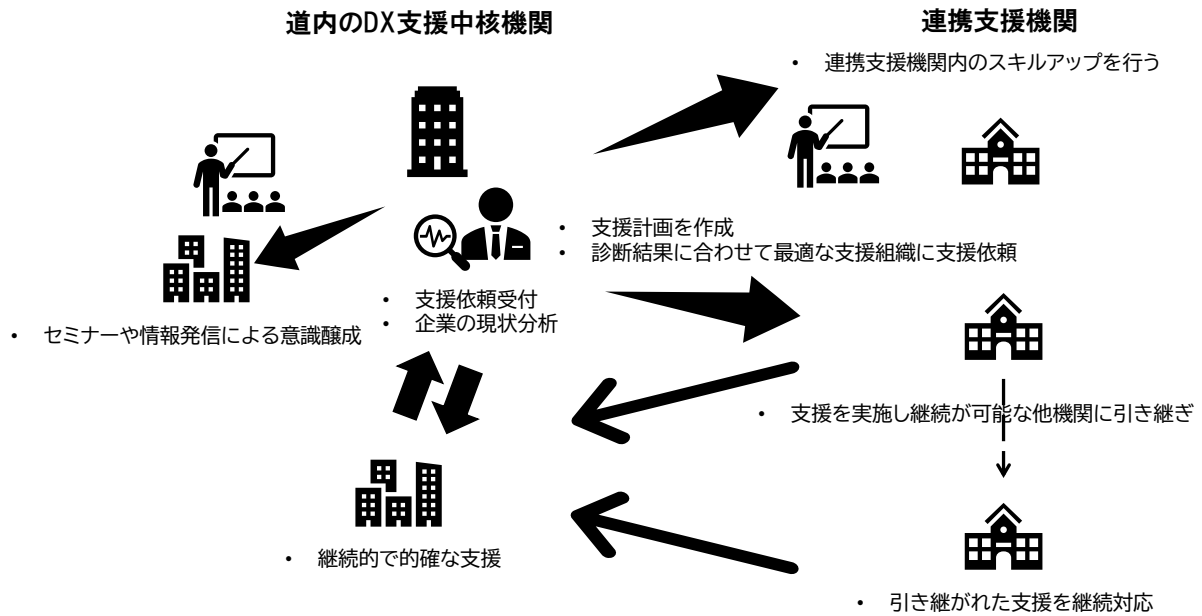 道内のDX支援中核機関
連携支援機関
• 連携支援機関内のスキルアップを行う
• 支援計画を作成
• 診断結果に合わせて最適な支援組織に支援依頼
• 支援依頼受付
• 企業の現状分析
• セミナーや情報発信による意識醸成
• 支援を実施し継続が可能な他機関に引き継ぎ
• 継続的で的確な支援
• 引き継がれた支援を継続対応